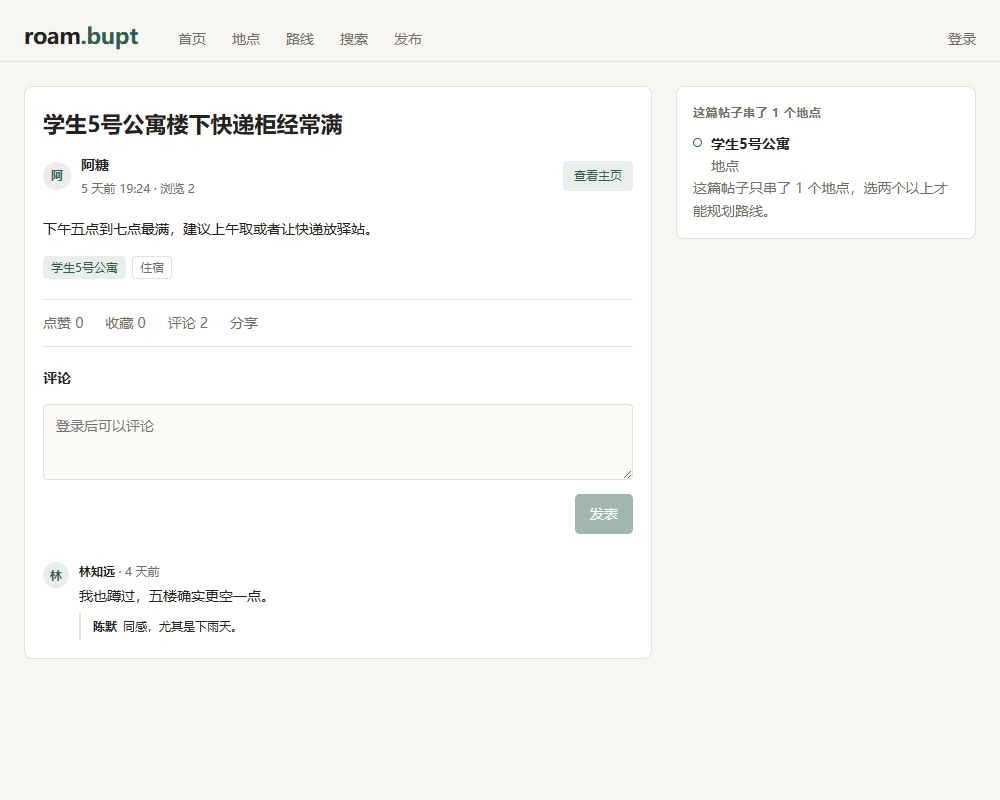 roam.bupt 首页 地点 路线 搜索 发布 登录
学生5号公寓楼下快递柜经常满
阿
阿糖
5 天前 19:24 · 浏览 2
查看主页
下午五点到七点最满，建议上午取或者让快递放驿站。
学生5号公寓 住宿
点赞 0 收藏 0 评论 2 分享
评论
登录后可以评论
发表
林
林知远 · 4 天前
我也蹲过，五楼确实更空一点。
陈默 同感，尤其是下雨天。
这篇帖子串了 1 个地点
学生5号公寓
地点
这篇帖子只串了 1 个地点，选两个以上才
能规划路线。